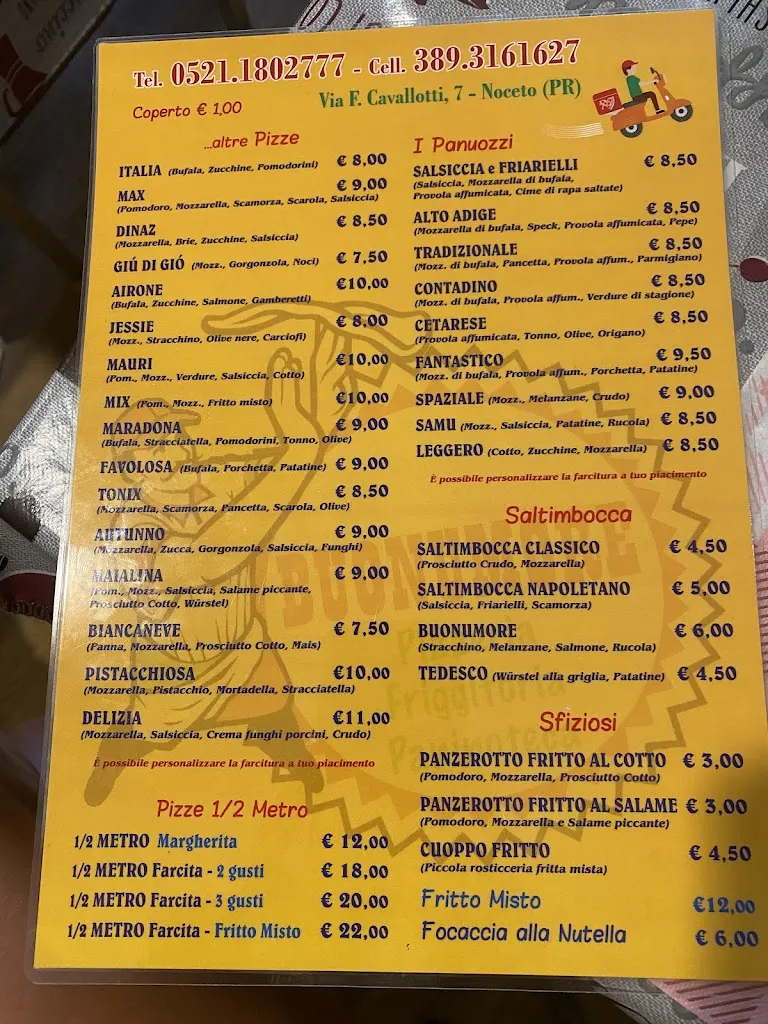 Tel. 0521.1802777 - Cell. 389.3161627
Via F. Cavallotti, 7 - Noceto (PR)
Coperto € 1,00
...altre Pizze
ITALIA (Bufala, Zucchine, Pomodorini) € 8,00
MAX € 9,00
(Pomodoro, Mozzarella, Scamorza, Scarola, Salsiccia)
DINAZ € 8,50
(Mozzarella, Brie, Zucchine, Salsiccia)
GIÚ DI GIÓ (Mozz., Gorgonzola, Noci) € 7,50
AIRONE €10,00
(Bufala, Zucchine, Salmone, Gamberetti)
JESSIE € 8,00
(Mozz., Stracchino, Olive nere, Carciofi)
MAURI €10,00
(Pom., Mozz., Verdure, Salsiccia, Cotto)
MIX (Pom., Mozz., Fritto misto) €10,00
MARADONA € 9,00
(Bufala, Stracciatella, Pomodorini, Tonno, Olive)
FAVOLOSA (Bufala, Porchetta, Patatine) € 9,00
TONIX € 8,50
(Mozzarella, Scamorza, Pancetta, Scarola, Olive)
AUTUNNO € 9,00
(Mozzarella, Zucca, Gorgonzola, Salsiccia, Funghi)
MAIALINA € 9,00
(Pom., Mozz., Salsiccia, Salame piccante,
Prosciutto Cotto, Würstel)
BIANCANEVE € 7,50
(Panna, Mozzarella, Prosciutto Cotto, Mais)
PISTACCHIOSA €10,00
(Mozzarella, Pistacchio, Mortadella, Stracciatella)
DELIZIA €11,00
(Mozzarella, Salsiccia, Crema funghi porcini, Crudo)
È possibile personalizzare la farcitura a tuo piacimento
Pizze 1/2 Metro
1/2 METRO Margherita € 12,00
1/2 METRO Farcita - 2 gusti € 18,00
1/2 METRO Farcita - 3 gusti € 20,00
1/2 METRO Farcita - Fritto Misto € 22,00
I Panuozzi
SALSICCIA e FRIARIELLI € 8,50
(Salsiccia, Mozzarella di bufala,
Provola affumicata, Cime di rapa saltate)
ALTO ADIGE € 8,50
(Mozzarella di bufala, Speck, Provola affumicata, Pepe)
TRADIZIONALE € 8,50
(Mozz. di bufala, Pancetta, Provola affum., Parmigiano)
CONTADINO € 8,50
(Mozz. di bufala, Provola affum., Verdure di stagione)
CETARESE € 8,50
(Provola affumicata, Tonno, Olive, Origano)
FANTASTICO € 9,50
(Mozz. di bufala, Provola affum., Porchetta, Patatine)
SPAZIALE (Mozz., Melanzane, Crudo) € 9,00
SAMU (Mozz., Salsiccia, Patatine, Rucola) € 8,50
LEGGERO (Cotto, Zucchine, Mozzarella) € 8,50
È possibile personalizzare la farcitura a tuo piacimento
Saltimbocca
SALTIMBOCCA CLASSICO € 4,50
(Prosciutto Crudo, Mozzarella)
SALTIMBOCCA NAPOLETANO € 5,00
(Salsiccia, Friarielli, Scamorza)
BUONUMORE € 6,00
(Stracchino, Melanzane, Salmone, Rucola)
TEDESCO (Würstel alla griglia, Patatine) € 4,50
Sfiziosi
PANZEROTTO FRITTO AL COTTO € 3,00
(Pomodoro, Mozzarella, Prosciutto Cotto)
PANZEROTTO FRITTO AL SALAME € 3,00
(Pomodoro, Mozzarella e Salame piccante)
CUOPPO FRITTO € 4,50
(Piccola rosticceria fritta mista)
Fritto Misto €12,00
Focaccia alla Nutella € 6,00